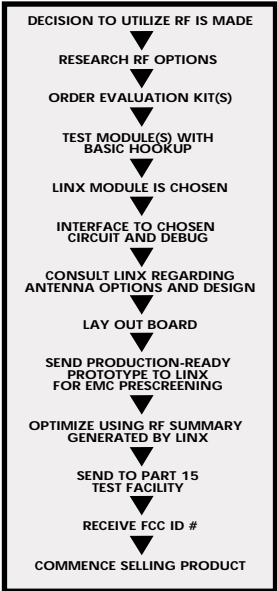 DECISION TO UTILIZE RF IS MADE
RESEARCH RF OPTIONS
ORDER EVALUATION KIT(S)
TEST MODULE(S) WITH
BASIC HOOKUP
LINX MODULE IS CHOSEN
INTERFACE TO CHOSEN
CIRCUIT AND DEBUG
CONSULT LINX REGARDING
ANTENNA OPTIONS AND DESIGN
LAY OUT BOARD
SEND PRODUCTION-READY
PROTOTYPE TO LINX
FOR EMC PRESCREENING
OPTIMIZE USING RF SUMMARY
GENERATED BY LINX
SEND TO PART 15
TEST FACILITY
RECEIVE FCC ID #
COMMENCE SELLING PRODUCT